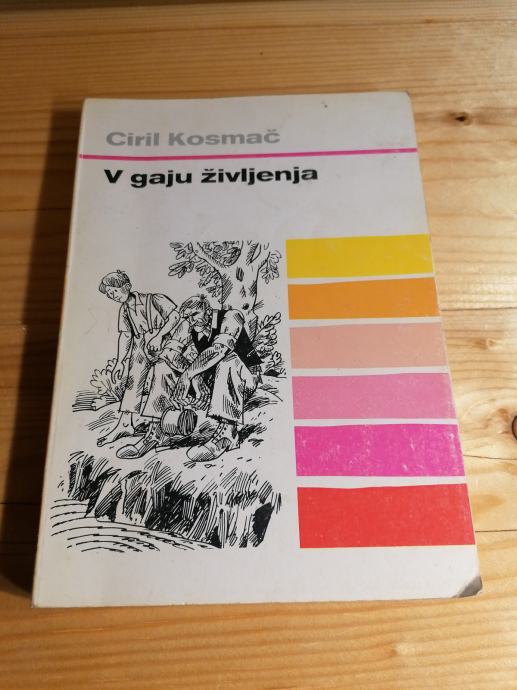 Ciril Kosmač
V gaju življenja